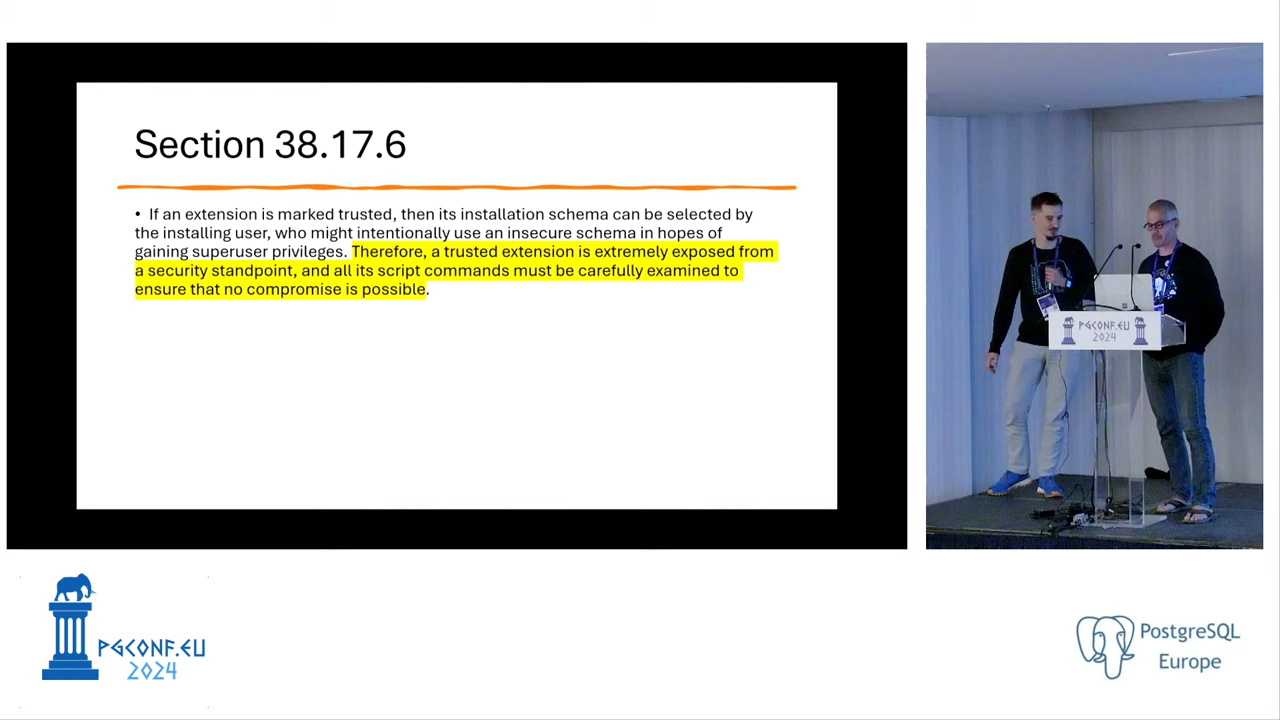 Section 38.17.6
• If an extension is marked trusted, then its installation schema can be selected by
the installing user, who might intentionally use an insecure schema in hopes of
gaining superuser privileges. Therefore, a trusted extension is extremely exposed from
a security standpoint, and all its script commands must be carefully examined to
ensure that no compromise is possible.
PGCONF.EU
2024
PGCONF.EU
2024
PostgreSQL
Europe